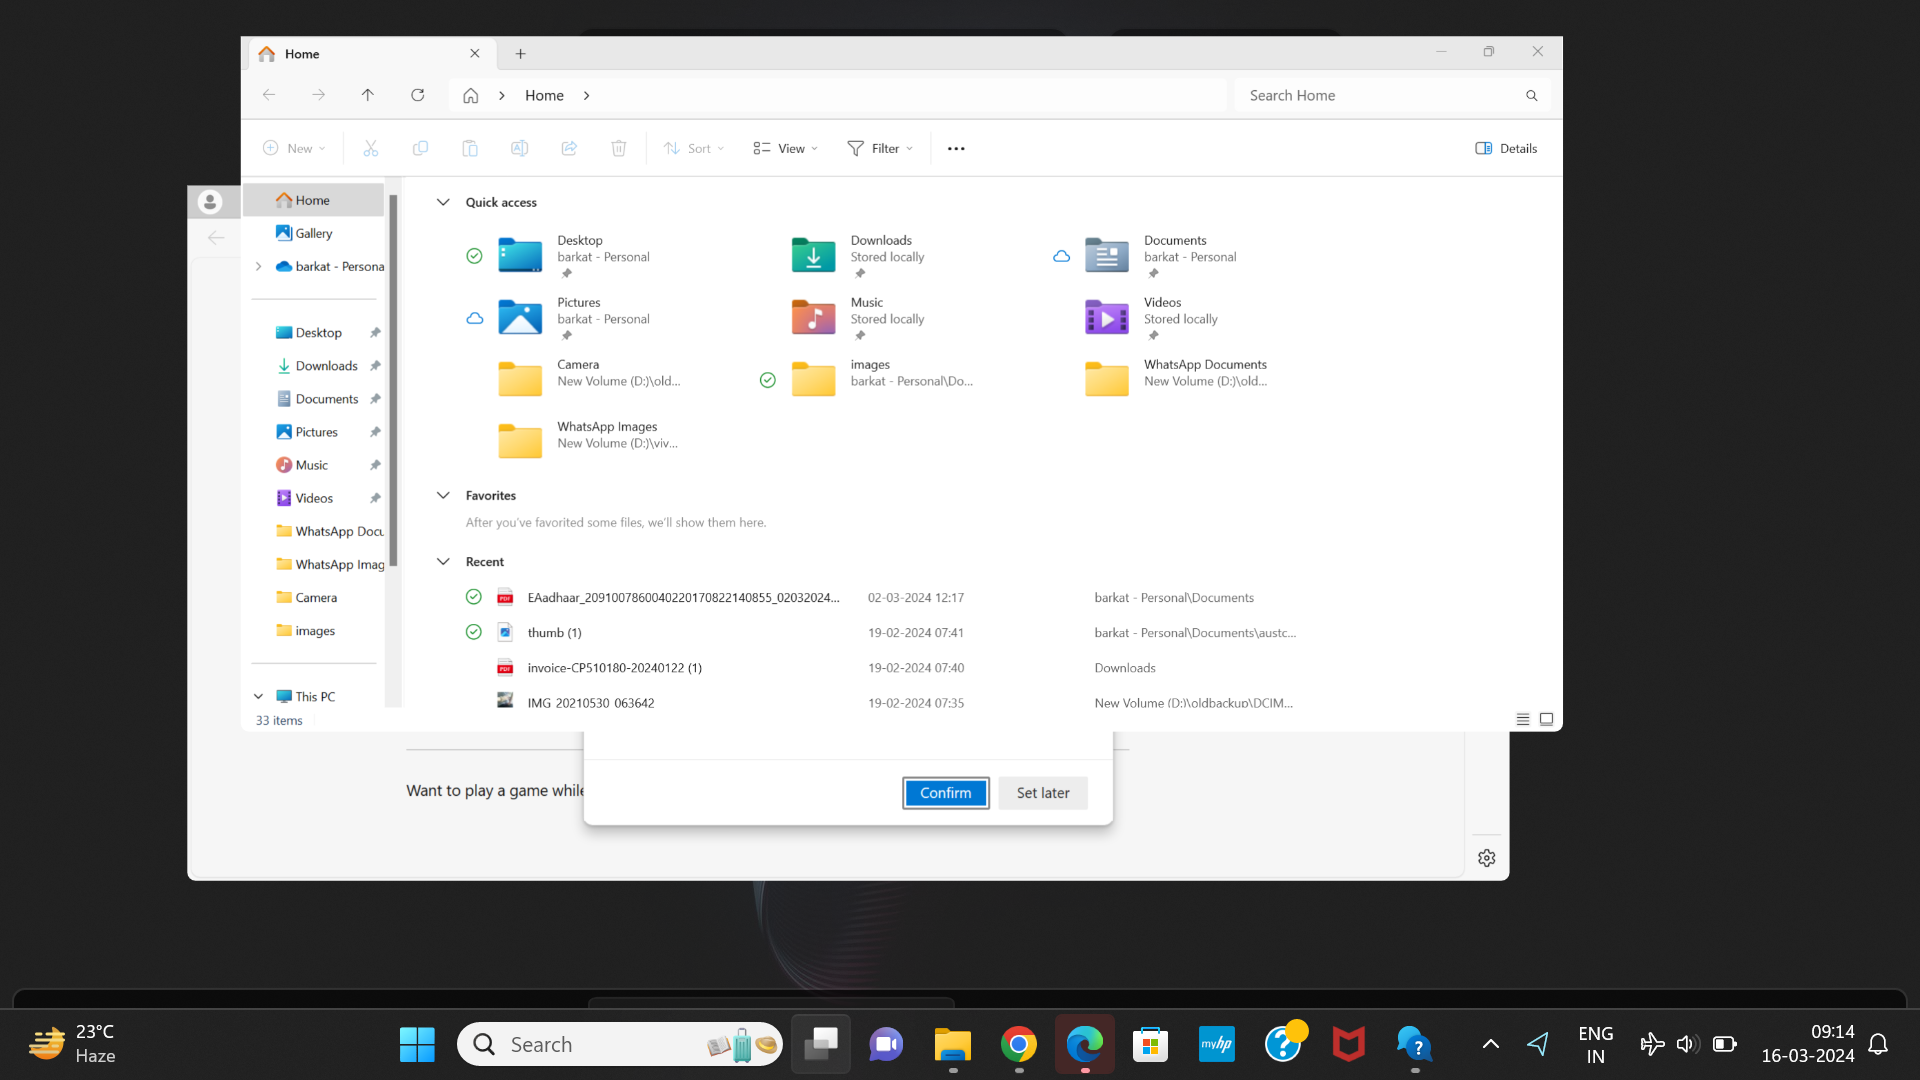 Home
Home
Search Home
New
Sort
View
Filter
Details
Home
Gallery
barkat - Persona
Desktop
Downloads
Documents
Pictures
Music
Videos
WhatsApp Docu
WhatsApp Imag
Camera
images
This PC
33 items
Quick access
Desktop
barkat - Personal
Downloads
Stored locally
Documents
barkat - Personal
Pictures
barkat - Personal
Music
Stored locally
Videos
Stored locally
Camera
New Volume (D:)\old...
images
barkat - Personal\Do...
WhatsApp Documents
New Volume (D:)\old...
WhatsApp Images
New Volume (D:)\viv...
Favorites
After you've favorited some files, we'll show them here.
Recent
EAadhaar_2091007860040220170822140855_02032024... 02-03-2024 12:17 barkat - Personal\Documents
thumb (1) 19-02-2024 07:41 barkat - Personal\Documents\austc...
invoice-CP510180-20240122 (1) 19-02-2024 07:40 Downloads
IMG_20210530_063642 19-02-2024 07:35 New Volume (D:)\oldbackup\DCIM...
Want to play a game while
Confirm
Set later
23°C
Haze
Search
myhp
ENG
IN
09:14
16-03-2024